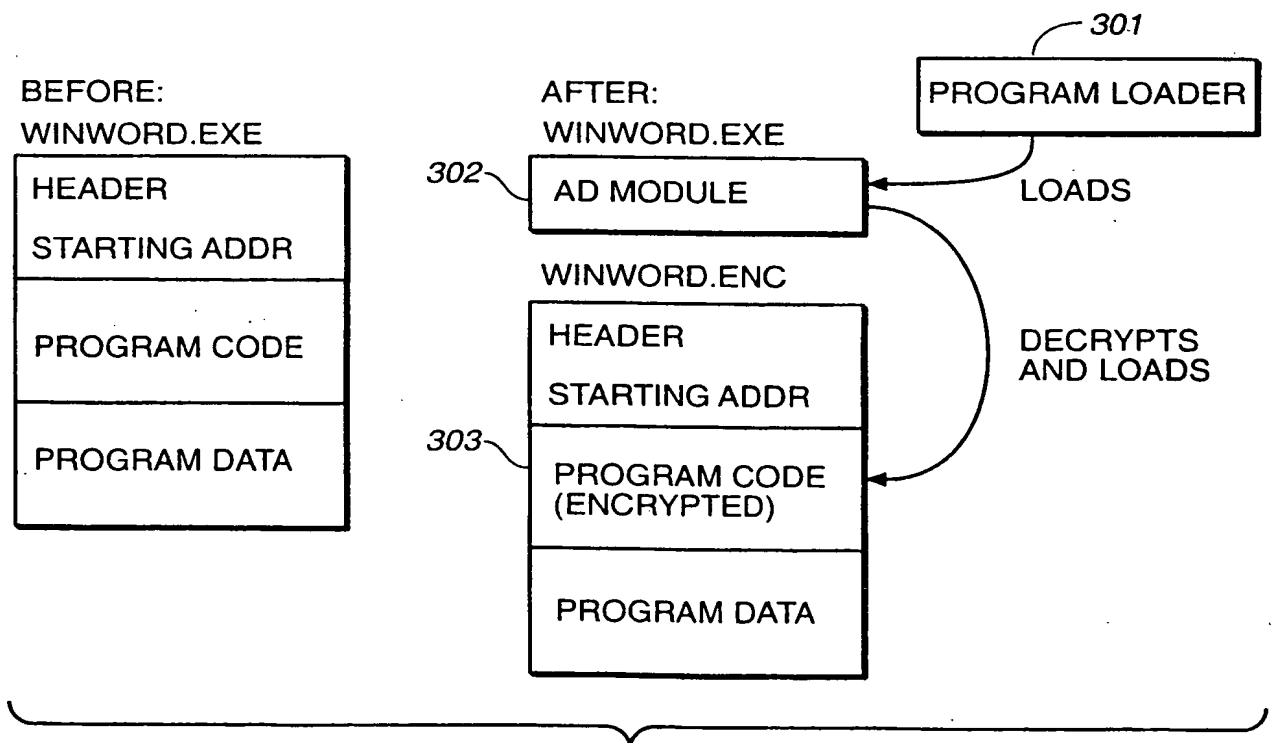 301
PROGRAM LOADER
BEFORE:
WINWORD.EXE
HEADER
STARTING ADDR
PROGRAM CODE
PROGRAM DATA
AFTER:
WINWORD.EXE
302
AD MODULE
LOADS
WINWORD.ENC
HEADER
STARTING ADDR
DECRYPTS
AND LOADS
303
PROGRAM CODE
(ENCRYPTED)
PROGRAM DATA